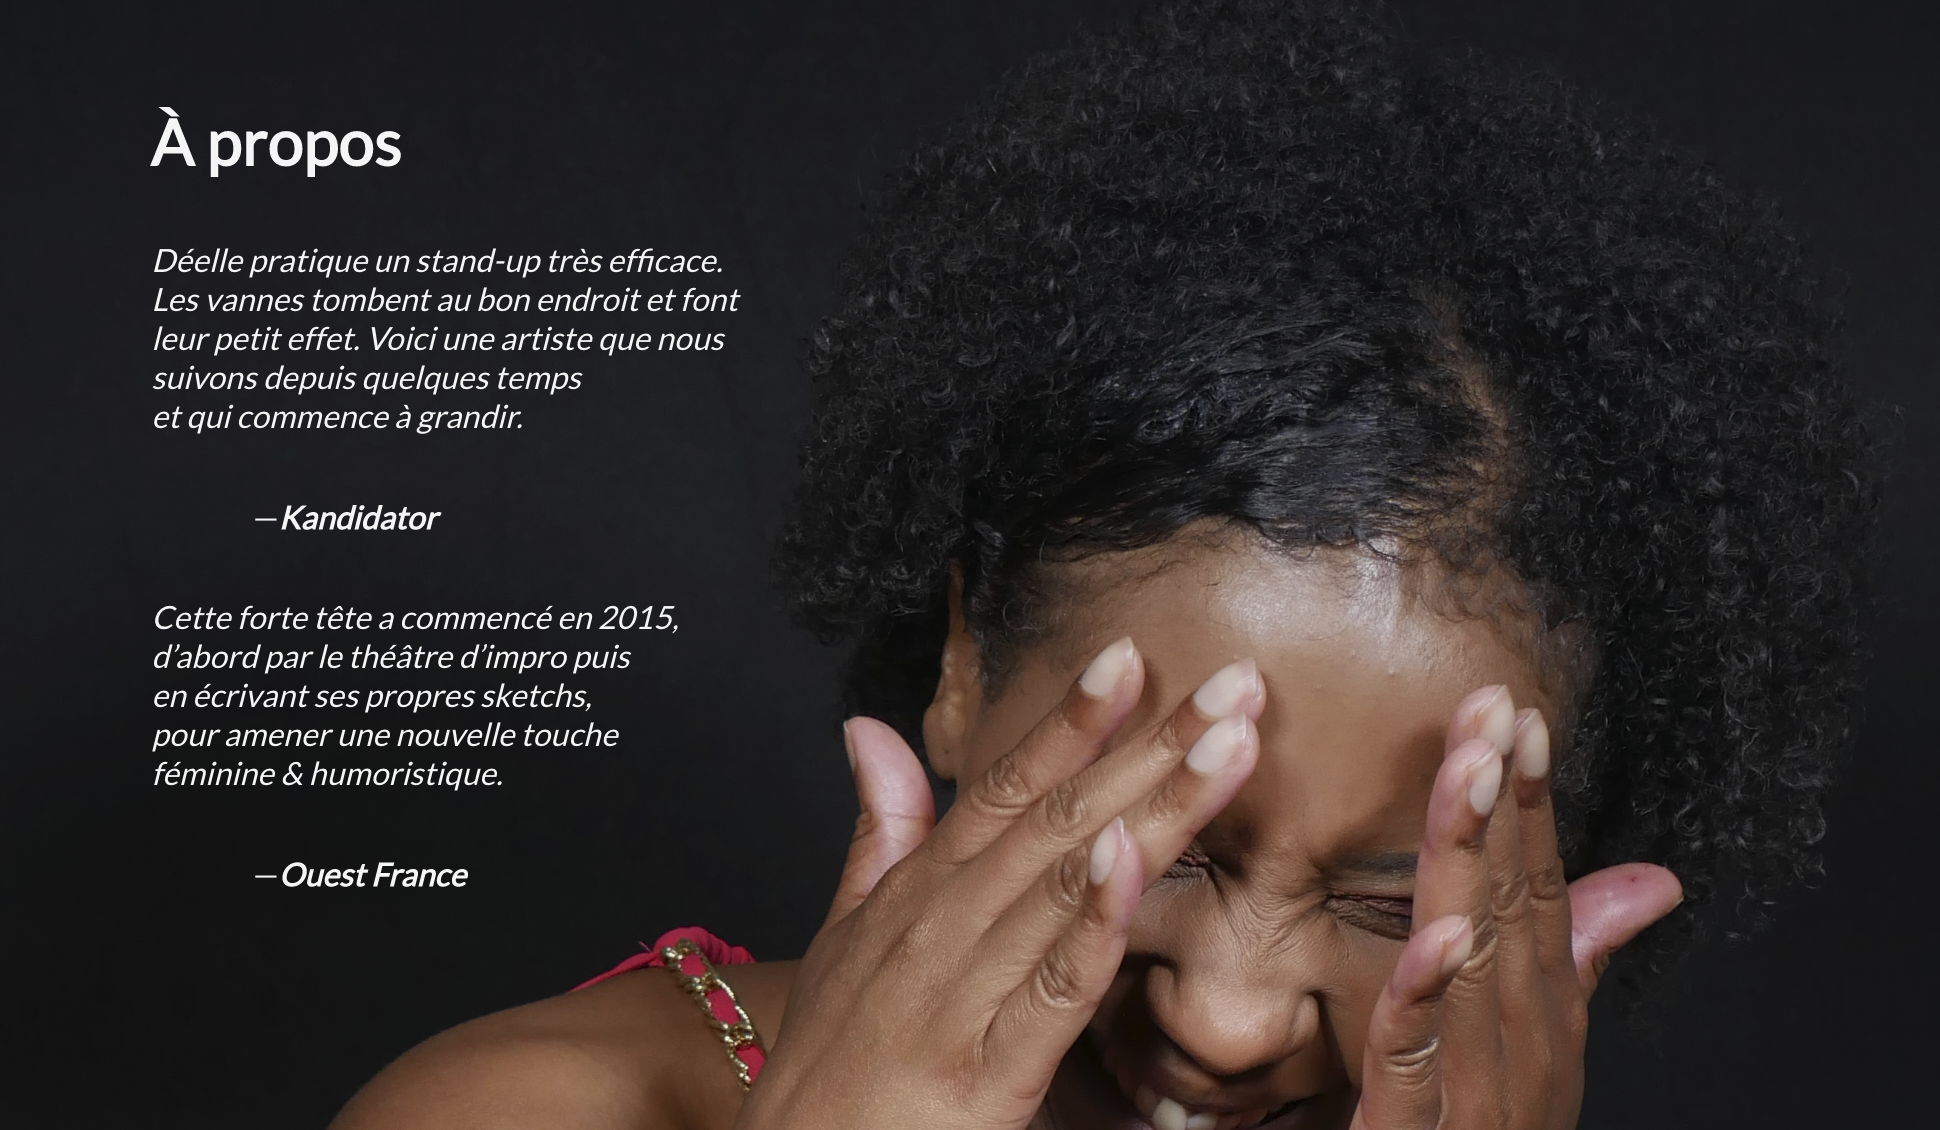 À propos
Déelle pratique un stand-up très efficace.
Les vannes tombent au bon endroit et font
leur petit effet. Voici une artiste que nous
suivons depuis quelques temps
et qui commence à grandir.
—Kandidator
Cette forte tête a commencé en 2015,
d’abord par le théâtre d’impro puis
en écrivant ses propres sketchs,
pour amener une nouvelle touche
féminine & humoristique.
—Ouest France